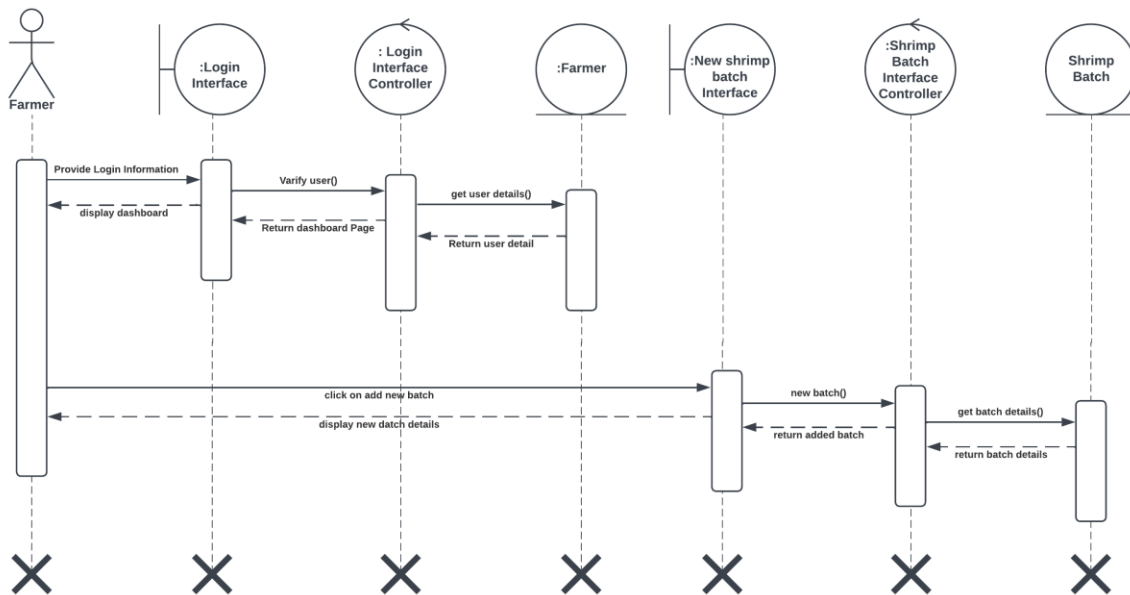 Farmer
:Login
Interface
: Login
Interface
Controller
:Farmer
:New shrimp
batch
Interface
:Shrimp
Batch
Interface
Controller
Shrimp
Batch
Provide Login Information
Varify user()
get user details()
display dashboard
Return dashboard Page
Return user detail
click on add new batch
new batch()
get batch details()
display new datch details
return added batch
return batch details